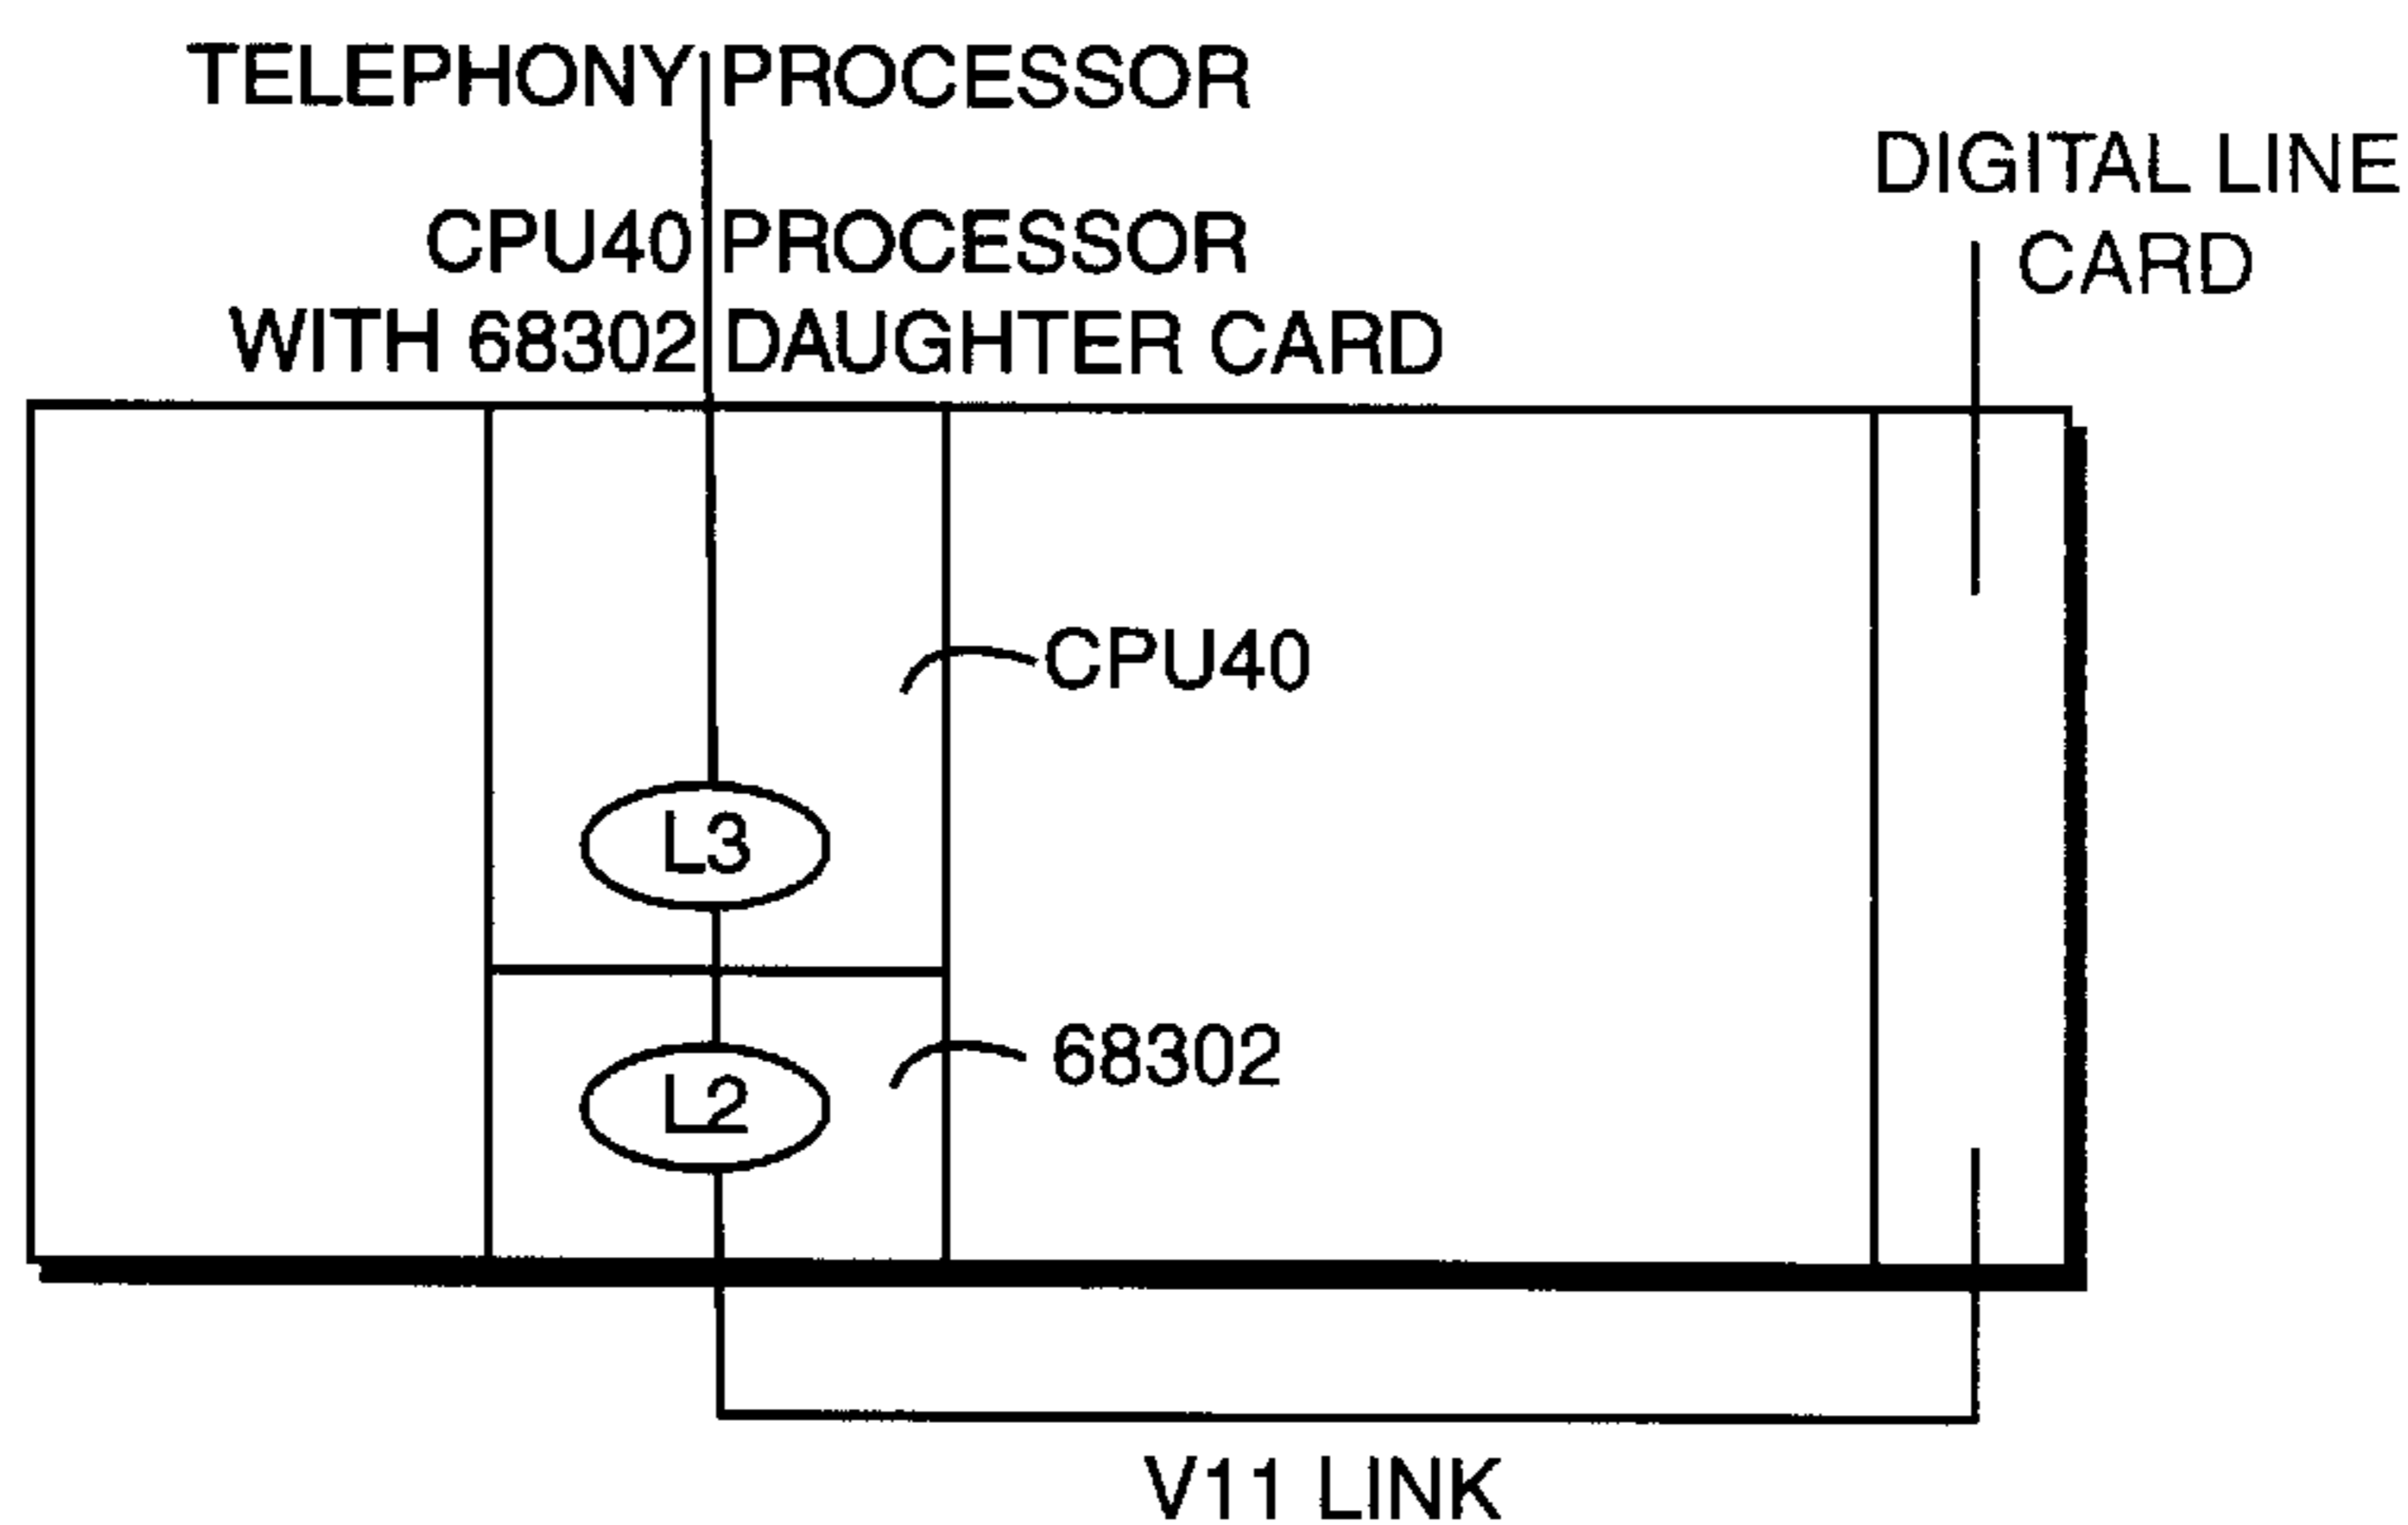 TELEPHONY PROCESSOR
CPU40 PROCESSOR
WITH 68302 DAUGHTER CARD
DIGITAL LINE
CARD
CPU40
L3
68302
L2
V11 LINK